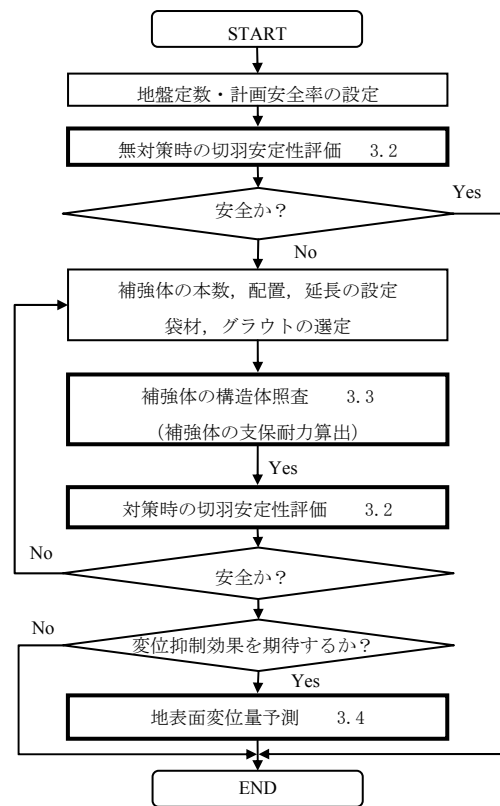 START
地盤定数・計画安全率の設定
無対策時の切羽安定性評価 3.2
Yes
安全か？
No
補強体の本数，配置，延長の設定
袋材，グラウトの選定
補強体の構造体照査 3.3
（補強体の支保耐力算出）
Yes
対策時の切羽安定性評価 3.2
No
安全か？
No
変位抑制効果を期待するか？
Yes
地表面変位量予測 3.4
END